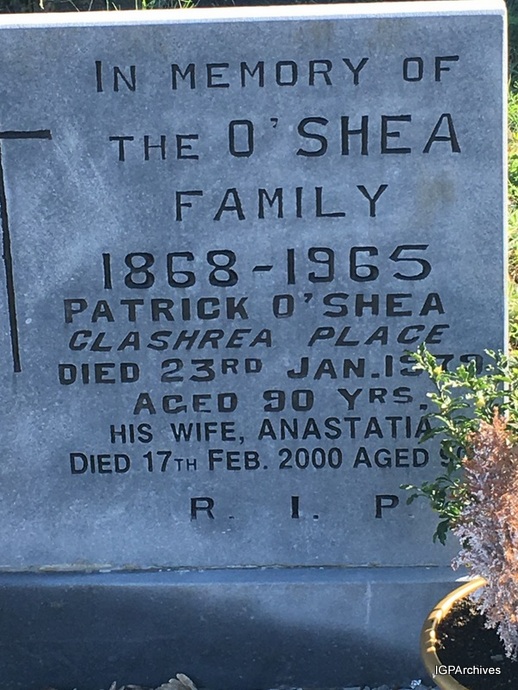 IN MEMORY OF
THE O'SHEA
FAMILY
1868-1965
PATRICK O'SHEA
CLASHREA PLACE
DIED 23RD JAN.
AGED 90 YRS.
HIS WIFE, ANASTATIA
DIED 17TH FEB. 2000 AGED
R. I. P
IGPArchives